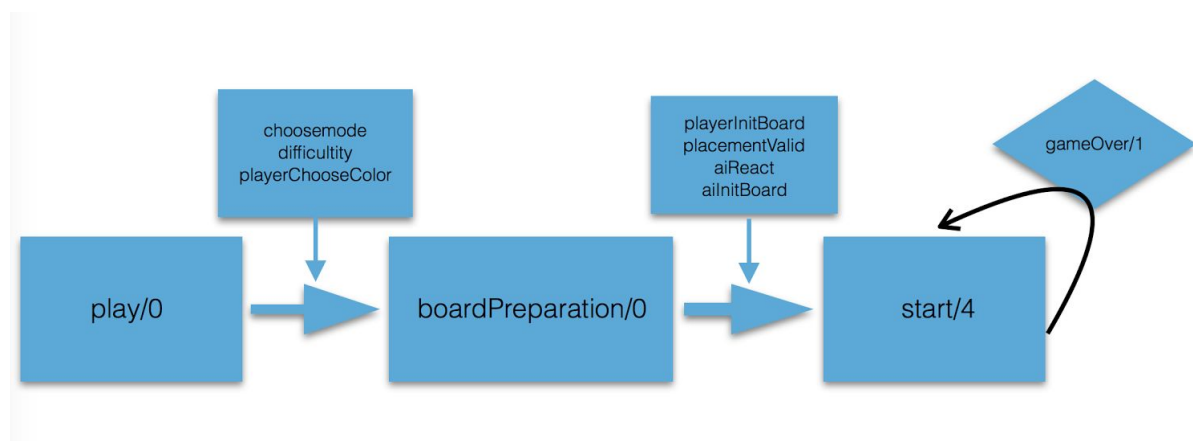 choosemode
difficultity
playerChooseColor
playerInitBoard
placementValid
aiReact
aiInitBoard
gameOver/1
play/0
boardPreparation/0
start/4